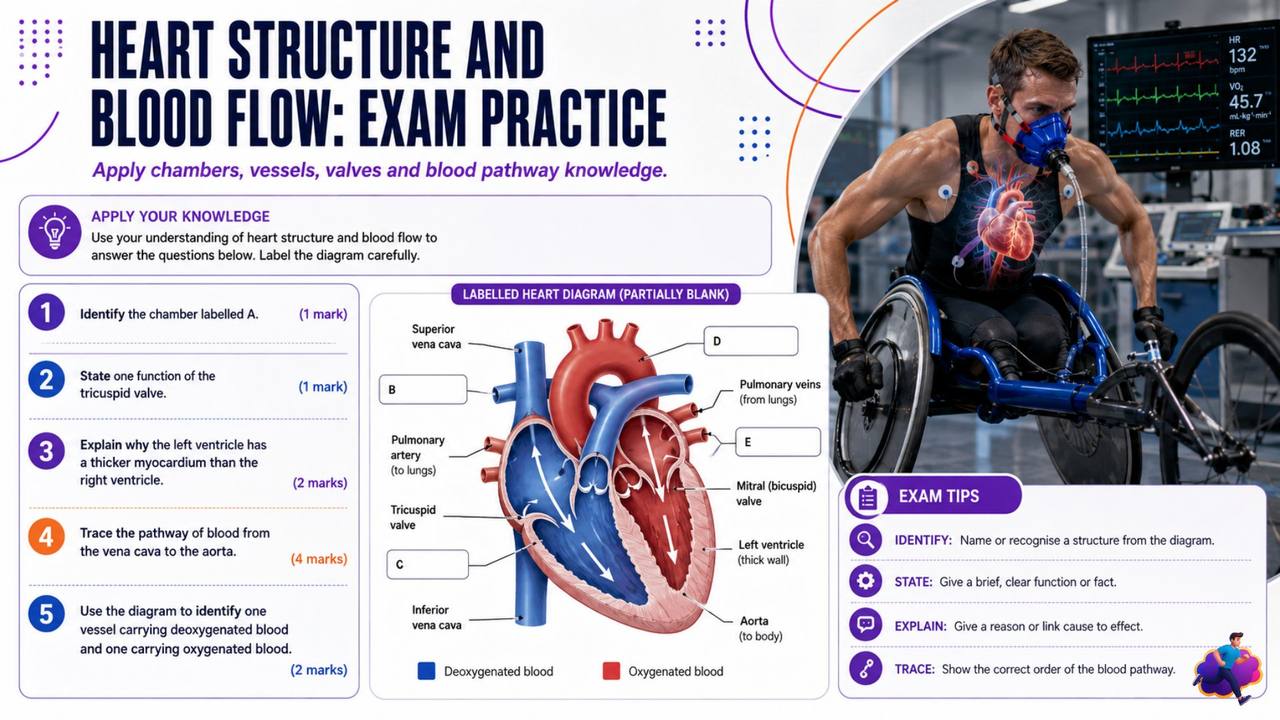 HEART STRUCTURE AND
BLOOD FLOW: EXAM PRACTICE
Apply chambers, vessels, valves and blood pathway knowledge.
APPLY YOUR KNOWLEDGE
Use your understanding of heart structure and blood flow to
answer the questions below. Label the diagram carefully.
1
Identify the chamber labelled A.
(1 mark)
2
State one function of the
tricuspid valve.
(1 mark)
3
Explain why the left ventricle has
a thicker myocardium than the
right ventricle.
(2 marks)
4
Trace the pathway of blood from
the vena cava to the aorta.
(4 marks)
5
Use the diagram to identify one
vessel carrying deoxygenated blood
and one carrying oxygenated blood.
(2 marks)
LABELLED HEART DIAGRAM (PARTIALLY BLANK)
Superior
vena cava
B
Pulmonary
artery
(to lungs)
Tricuspid
valve
C
Inferior
vena cava
D
Pulmonary veins
(from lungs)
E
Mitral (bicuspid)
valve
Left ventricle
(thick wall)
Aorta
(to body)
Deoxygenated blood
Oxygenated blood
HR
132
bpm
VO₂
45.7
mL·kg⁻¹·min⁻¹
RER
1.08
EXAM TIPS
IDENTIFY: Name or recognise a structure from the diagram.
STATE: Give a brief, clear function or fact.
EXPLAIN: Give a reason or link cause to effect.
TRACE: Show the correct order of the blood pathway.